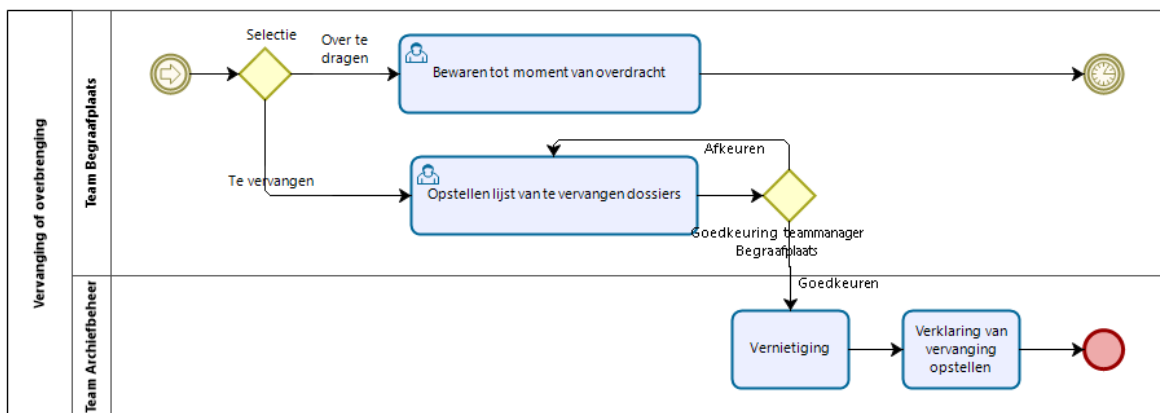 Vervanging of overbrenging
Team Begraafplaats
Selectie
Over te
dragen
Bewaren tot moment van overdracht
Afkeuren
Te vervangen
Opstellen lijst van te vervangen dossiers
Goedkeuring teammanager
Begraafplaats
Goedkeuren
Team Archiefbeheer
Vernietiging
Verklaring van
vervanging
opstellen